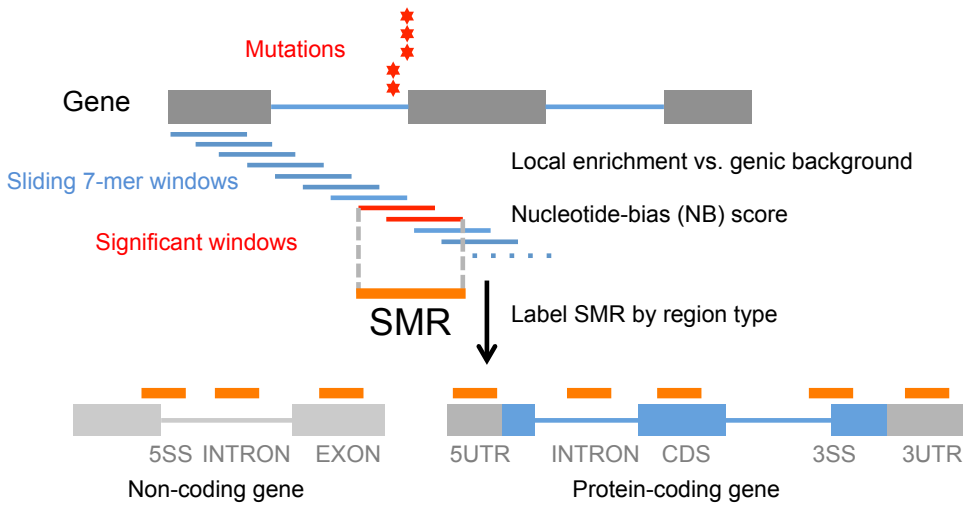 Mutations
Gene
Local enrichment vs. genic background
Sliding 7-mer windows
Nucleotide-bias (NB) score
Significant windows
SMR
Label SMR by region type
5SS INTRON EXON
5UTR INTRON CDS 3SS 3UTR
Non-coding gene
Protein-coding gene